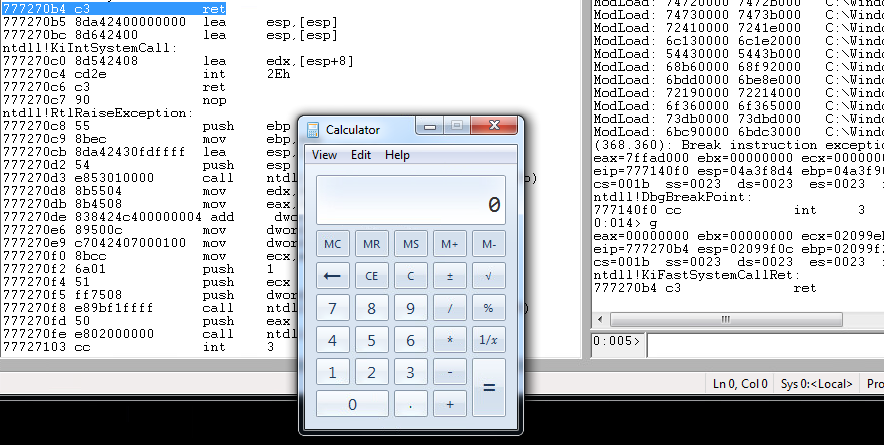 777270b4 c3 ret
777270b5 8da42400000000 lea esp,[esp]
777270bc 8d642400 lea esp,[esp]
ntdll!KiIntSystemCall:
777270c0 8d542408 lea edx,[esp+8]
777270c4 cd2e int 2Eh
777270c6 c3 ret
777270c7 90 nop
ntdll!RtlRaiseException:
777270c8 55 push ebp
777270c9 8bec mov ebp,
777270cb 8da42430fdffff lea esp,
777270d2 54 push esp
777270d3 e853010000 call ntdl
777270d8 8b5504 mov edx,
777270db 8b4508 mov eax,
777270de 838424c400000004 add dwo
777270e6 89500c mov dwor
777270e9 c7042407000100 mov dwor
777270f0 8bcc mov ecx,
777270f2 6a01 push 1
777270f4 51 push ecx
777270f5 ff7508 push dwor
777270f8 e89bf1ffff call ntdl
777270fd 50 push eax
777270fe e802000000 call ntdl
77727103 cc int 3
Calculator
View Edit Help
0
MC MR MS M+ M-
← CE C ± √
7 8 9 / %
4 5 6 * 1/x
1 2 3 - =
0 . +
ModLoad: 74720000 7472b000
ModLoad: 74730000 7473b000 C:\Windo
ModLoad: 72410000 7241e000 C:\Windo
ModLoad: 6c130000 6c1e2000 C:\Windo
ModLoad: 54430000 5443b000 C:\Windo
ModLoad: 68b60000 68f92000 C:\Windo
ModLoad: 6bdd0000 6be8e000 C:\Windo
ModLoad: 72190000 72214000 C:\Windo
ModLoad: 6f360000 6f365000 C:\Windo
ModLoad: 73db0000 73dbd000 C:\Windo
ModLoad: 6bc90000 6bdc3000 C:\Windo
(368.360): Break instruction exceptio
eax=7ffad000 ebx=00000000 ecx=0000000
eip=777140f0 esp=04a3f8d4 ebp=04a3f90
cs=001b ss=0023 ds=0023 es=0023 f
ntdll!DbgBreakPoint:
777140f0 cc int 3
0:014> g
eax=00000000 ebx=00000000 ecx=02099eb
eip=777270b4 esp=02099f0c ebp=02099f2
cs=001b ss=0023 ds=0023 es=0023 f
ntdll!KiFastSystemCallRet:
777270b4 c3 ret
0:005>
Ln 0, Col 0 Sys 0:<Local> Pro